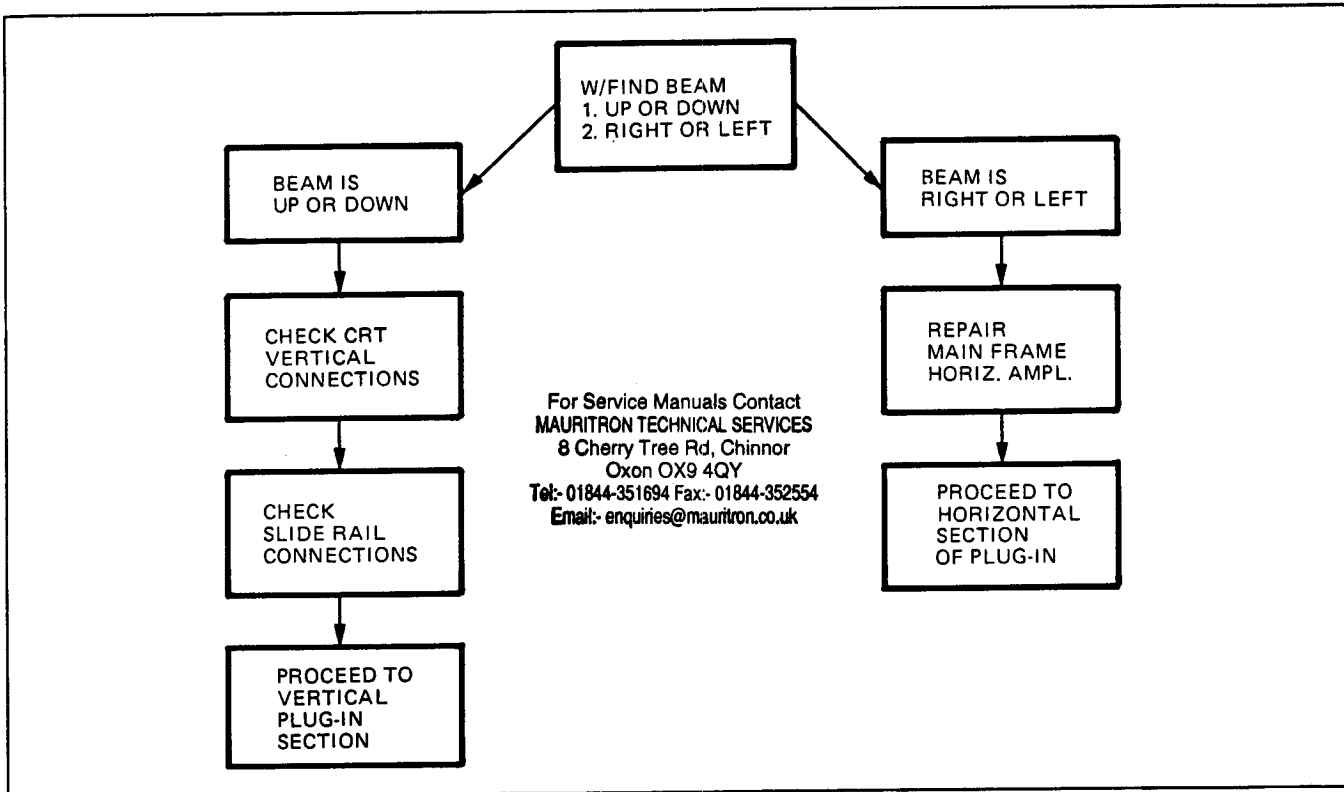 W/FIND BEAM
1. UP OR DOWN
2. RIGHT OR LEFT
BEAM IS
UP OR DOWN
BEAM IS
RIGHT OR LEFT
CHECK CRT
VERTICAL
CONNECTIONS
REPAIR
MAIN FRAME
HORIZ. AMPL.
For Service Manuals Contact
MAURITRON TECHNICAL SERVICES
8 Cherry Tree Rd, Chinnor
Oxon OX9 4QY
Tel:- 01844-351694 Fax:- 01844-352554
Email:- enquiries@mauritron.co.uk
CHECK
SLIDE RAIL
CONNECTIONS
PROCEED TO
HORIZONTAL
SECTION
OF PLUG-IN
PROCEED TO
VERTICAL
PLUG-IN
SECTION